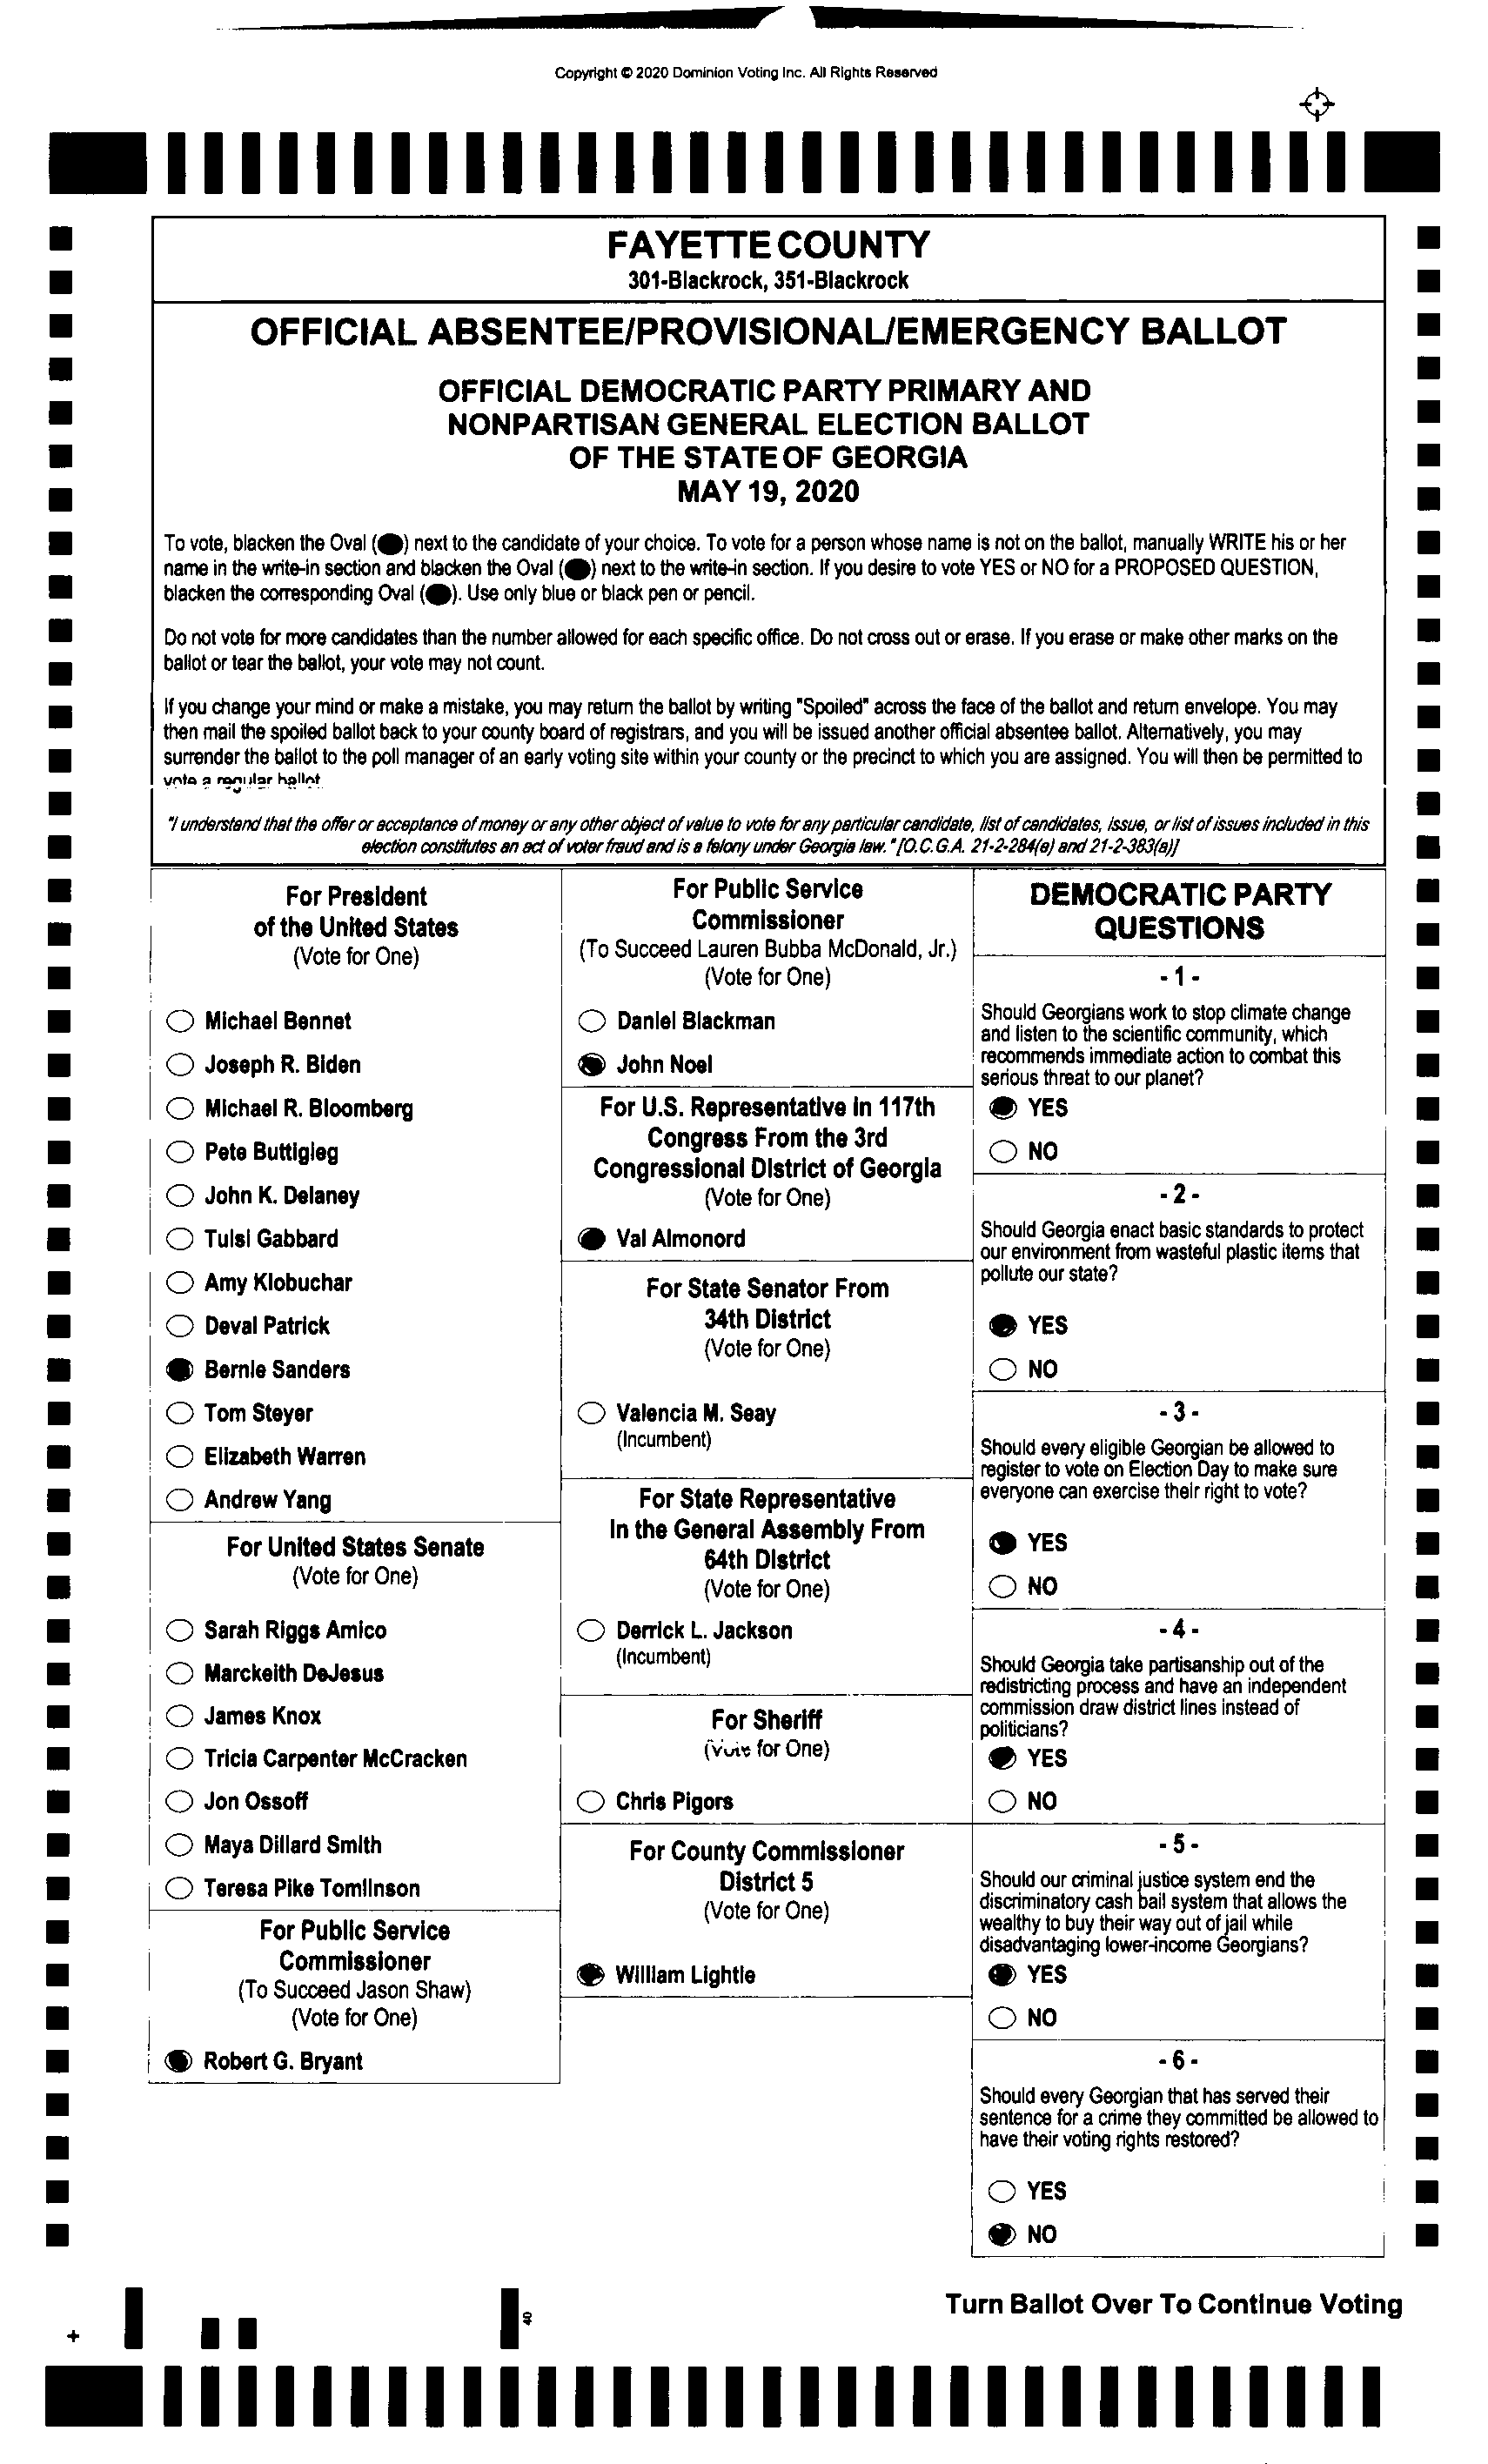 Copyright © 2020 Dominion Voting Inc. All Rights Reserved
FAYETTE COUNTY
301-Blackrock, 351-Blackrock
OFFICIAL ABSENTEE/PROVISIONAL/EMERGENCY BALLOT
OFFICIAL DEMOCRATIC PARTY PRIMARY AND
NONPARTISAN GENERAL ELECTION BALLOT
OF THE STATE OF GEORGIA
MAY 19, 2020
To vote, blacken the Oval ( ) next to the candidate of your choice. To vote for a person whose name is not on the ballot, manually WRITE his or her
name in the write-in section and blacken the Oval ( ) next to the write-in section. If you desire to vote YES or NO for a PROPOSED QUESTION,
blacken the corresponding Oval ( ). Use only blue or black pen or pencil.
Do not vote for more candidates than the number allowed for each specific office. Do not cross out or erase. If you erase or make other marks on the
ballot or tear the ballot, your vote may not count.
If you change your mind or make a mistake, you may return the ballot by writing "Spoiled" across the face of the ballot and return envelope. You may
then mail the spoiled ballot back to your county board of registrars, and you will be issued another official absentee ballot. Alternatively, you may
surrender the ballot to the poll manager of an early voting site within your county or the precinct to which you are assigned. You will then be permitted to
vote a regular ballot.
"I understand that the offer or acceptance of money or any other object of value to vote for any particular candidate, list of candidates, issue, or list of issues included in this
election constitutes an act of voter fraud and is a felony under Georgia law." [O.C.G.A. 21-2-284(e) and 21-2-383(a)]
For President
of the United States
(Vote for One)
Michael Bennet
Joseph R. Biden
Michael R. Bloomberg
Pete Buttigieg
John K. Delaney
Tulsi Gabbard
Amy Klobuchar
Deval Patrick
Bernie Sanders
Tom Steyer
Elizabeth Warren
Andrew Yang
For United States Senate
(Vote for One)
Sarah Riggs Amico
Marckeith DeJesus
James Knox
Tricia Carpenter McCracken
Jon Ossoff
Maya Dillard Smith
Teresa Pike Tomlinson
For Public Service
Commissioner
(To Succeed Jason Shaw)
(Vote for One)
Robert G. Bryant
For Public Service
Commissioner
(To Succeed Lauren Bubba McDonald, Jr.)
(Vote for One)
Daniel Blackman
John Noel
For U.S. Representative in 117th
Congress From the 3rd
Congressional District of Georgia
(Vote for One)
Val Almonord
For State Senator From
34th District
(Vote for One)
Valencia M. Seay
(Incumbent)
For State Representative
In the General Assembly From
64th District
(Vote for One)
Derrick L. Jackson
(Incumbent)
For Sheriff
(Vote for One)
Chris Pigors
For County Commissioner
District 5
(Vote for One)
William Lightle
DEMOCRATIC PARTY
QUESTIONS
- 1 -
Should Georgians work to stop climate change
and listen to the scientific community, which
recommends immediate action to combat this
serious threat to our planet?
YES
NO
- 2 -
Should Georgia enact basic standards to protect
our environment from wasteful plastic items that
pollute our state?
YES
NO
- 3 -
Should every eligible Georgian be allowed to
register to vote on Election Day to make sure
everyone can exercise their right to vote?
YES
NO
- 4 -
Should Georgia take partisanship out of the
redistricting process and have an independent
commission draw district lines instead of
politicians?
YES
NO
- 5 -
Should our criminal justice system end the
discriminatory cash bail system that allows the
wealthy to buy their way out of jail while
disadvantaging lower-income Georgians?
YES
NO
- 6 -
Should every Georgian that has served their
sentence for a crime they committed be allowed to
have their voting rights restored?
YES
NO
40
Turn Ballot Over To Continue Voting